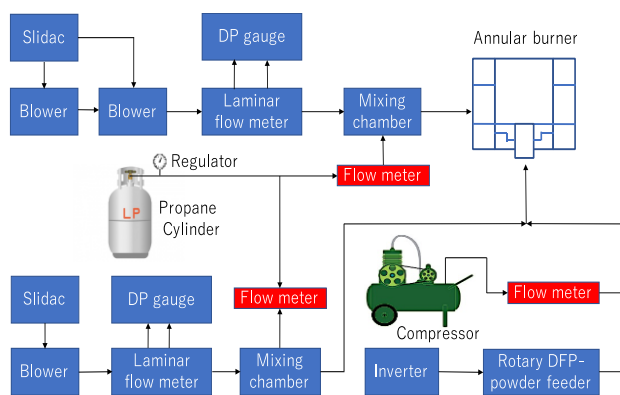 Slidac
DP gauge
Annular burner
Blower
Blower
Laminar
flow meter
Mixing
chamber
Regulator
Flow meter
LP
Propane
Cylinder
Slidac
DP gauge
Flow meter
Flow meter
Compressor
Blower
Laminar
flow meter
Mixing
chamber
Inverter
Rotary DFP-
powder feeder